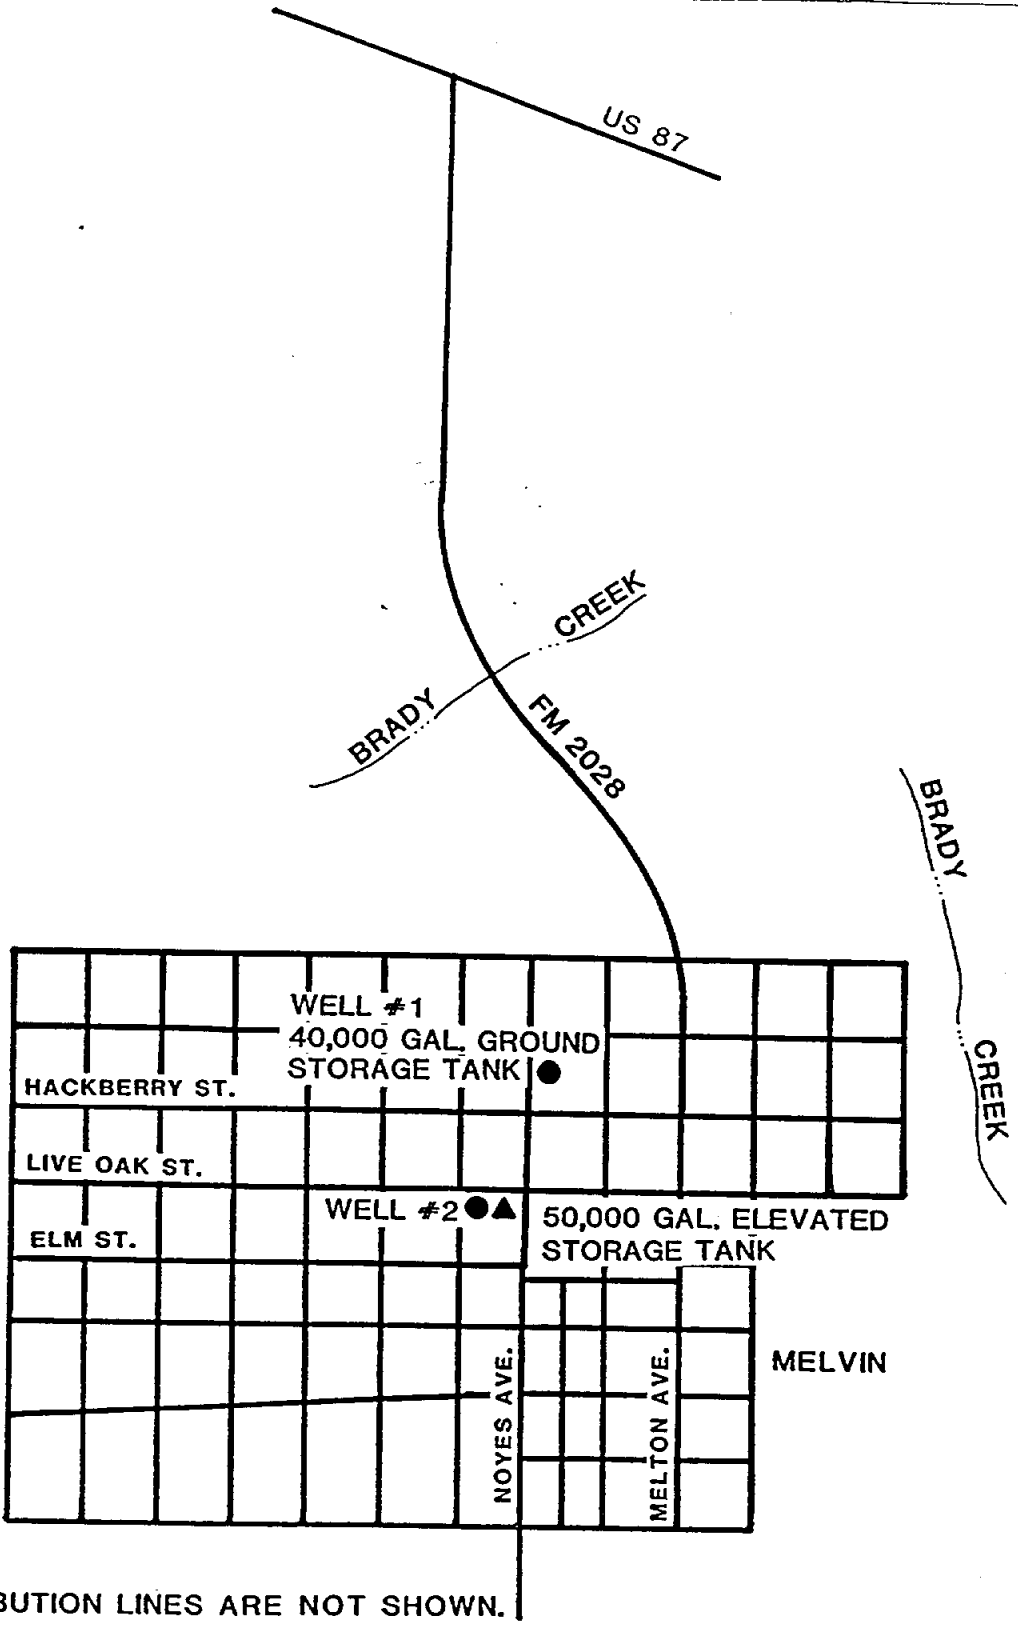 US 87
BRADY CREEK
FM 2028
BRADY CREEK
WELL #1
40,000 GAL. GROUND
STORAGE TANK
HACKBERRY ST.
LIVE OAK ST.
WELL #2
50,000 GAL. ELEVATED
STORAGE TANK
ELM ST.
MELVIN
NOYES AVE.
MELTON AVE.
LINES ARE NOT SHOWN.